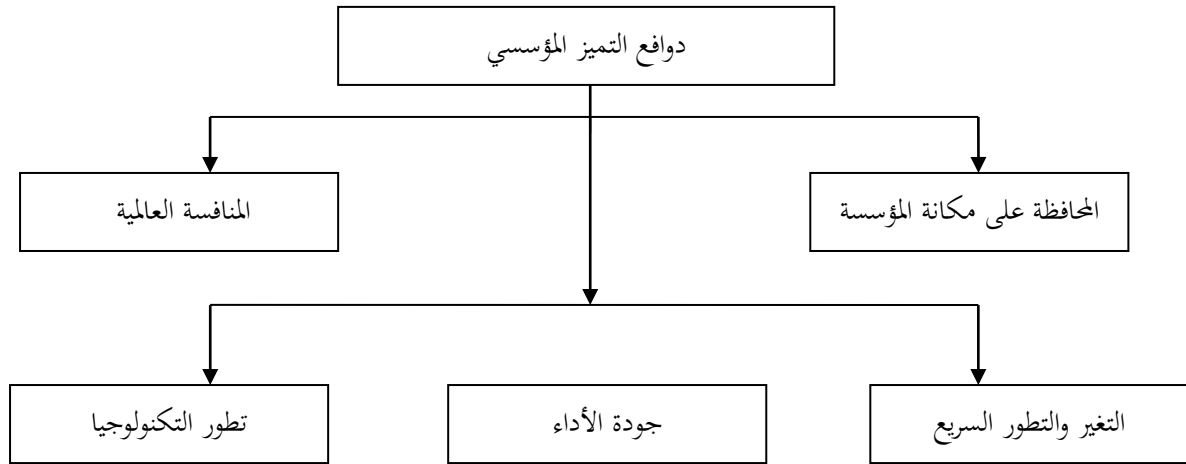 دوافع التميز المؤسسي
المحافظة على مكانة المؤسسة
المنافسة العالمية
التغير والتطور السريع
جودة الأداء
تطور التكنولوجيا